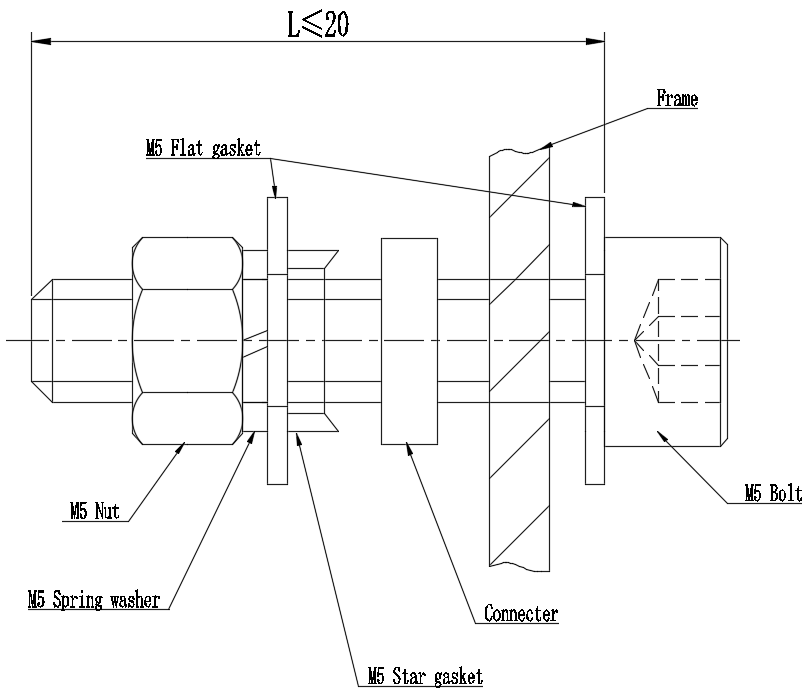 L≤20
Frame
M5 Flat gasket
M5 Bolt
M5 Nut
M5 Spring washer
Connecter
M5 Star gasket